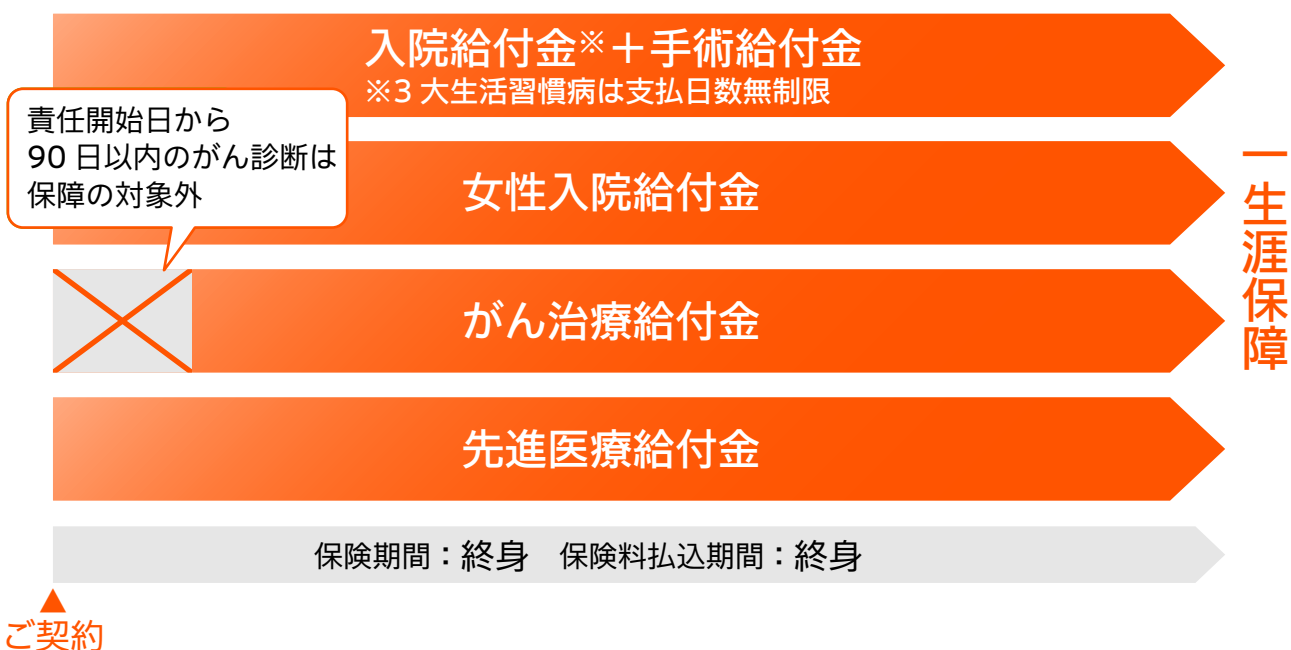 入院給付金※＋手術給付金
※3大生活習慣病は支払日数無制限
責任開始日から
90日以内のがん診断は
保障の対象外
女性入院給付金
がん治療給付金
先進医療給付金
一生涯保障
保険期間：終身　保険料払込期間：終身
▲
ご契約